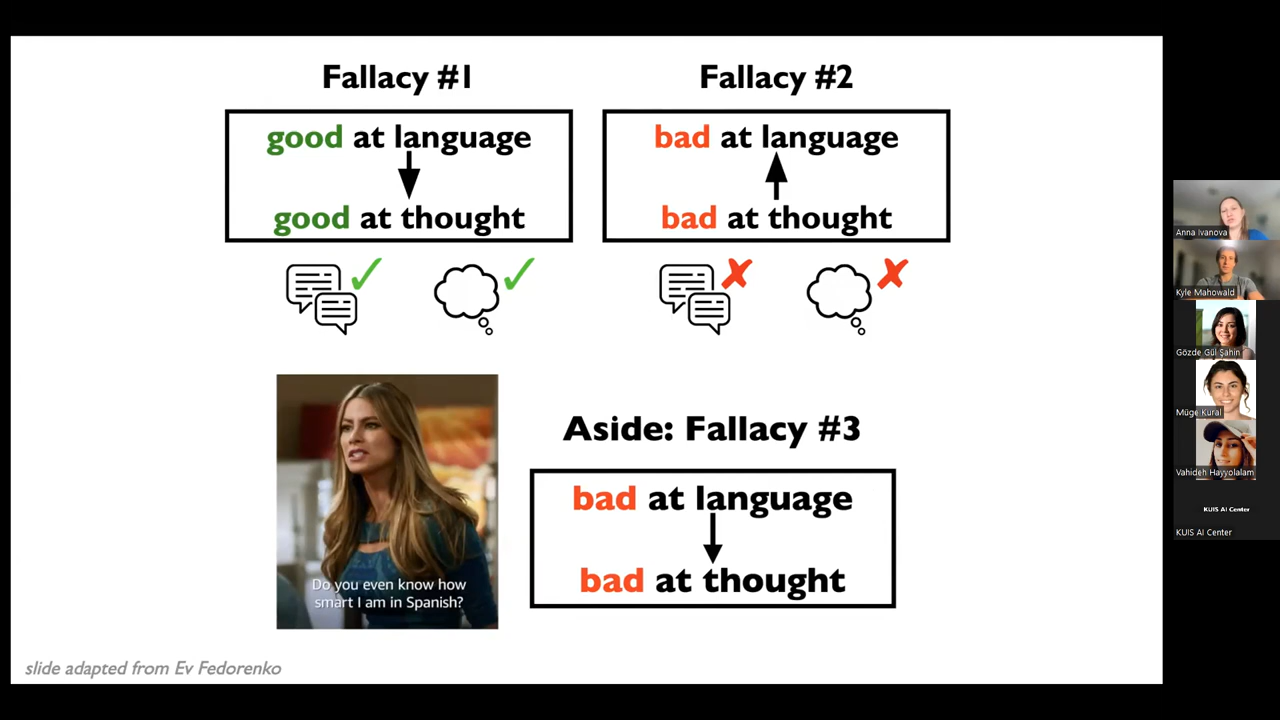 Fallacy #1
good at language
good at thought
Fallacy #2
bad at language
bad at thought
Do you even know how
smart I am in Spanish?
Aside: Fallacy #3
bad at language
bad at thought
slide adapted from Ev Fedorenko
Anna Ivanova
Kyle Mahowald
Gözde Gül Şahin
Müge Kural
Vahideh Hayyolalam
KUIS AI Center
KUIS AI Center